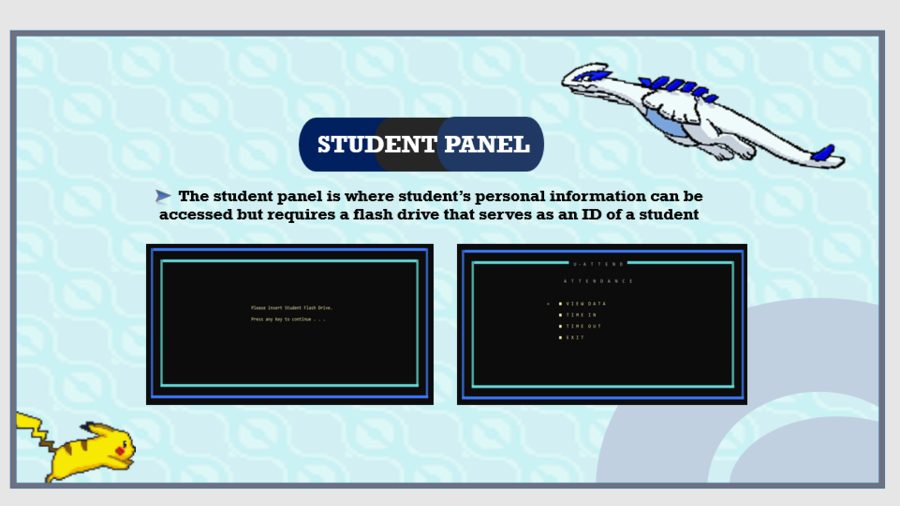 STUDENT PANEL
The student panel is where student's personal information can be
accessed but requires a flash drive that serves as an ID of a student
Please Insert Student Flash Drive.
Press any key to continue . . .
U-ATTEND
ATTENDANCE
VIEW DATA
TIME IN
TIME OUT
EXIT